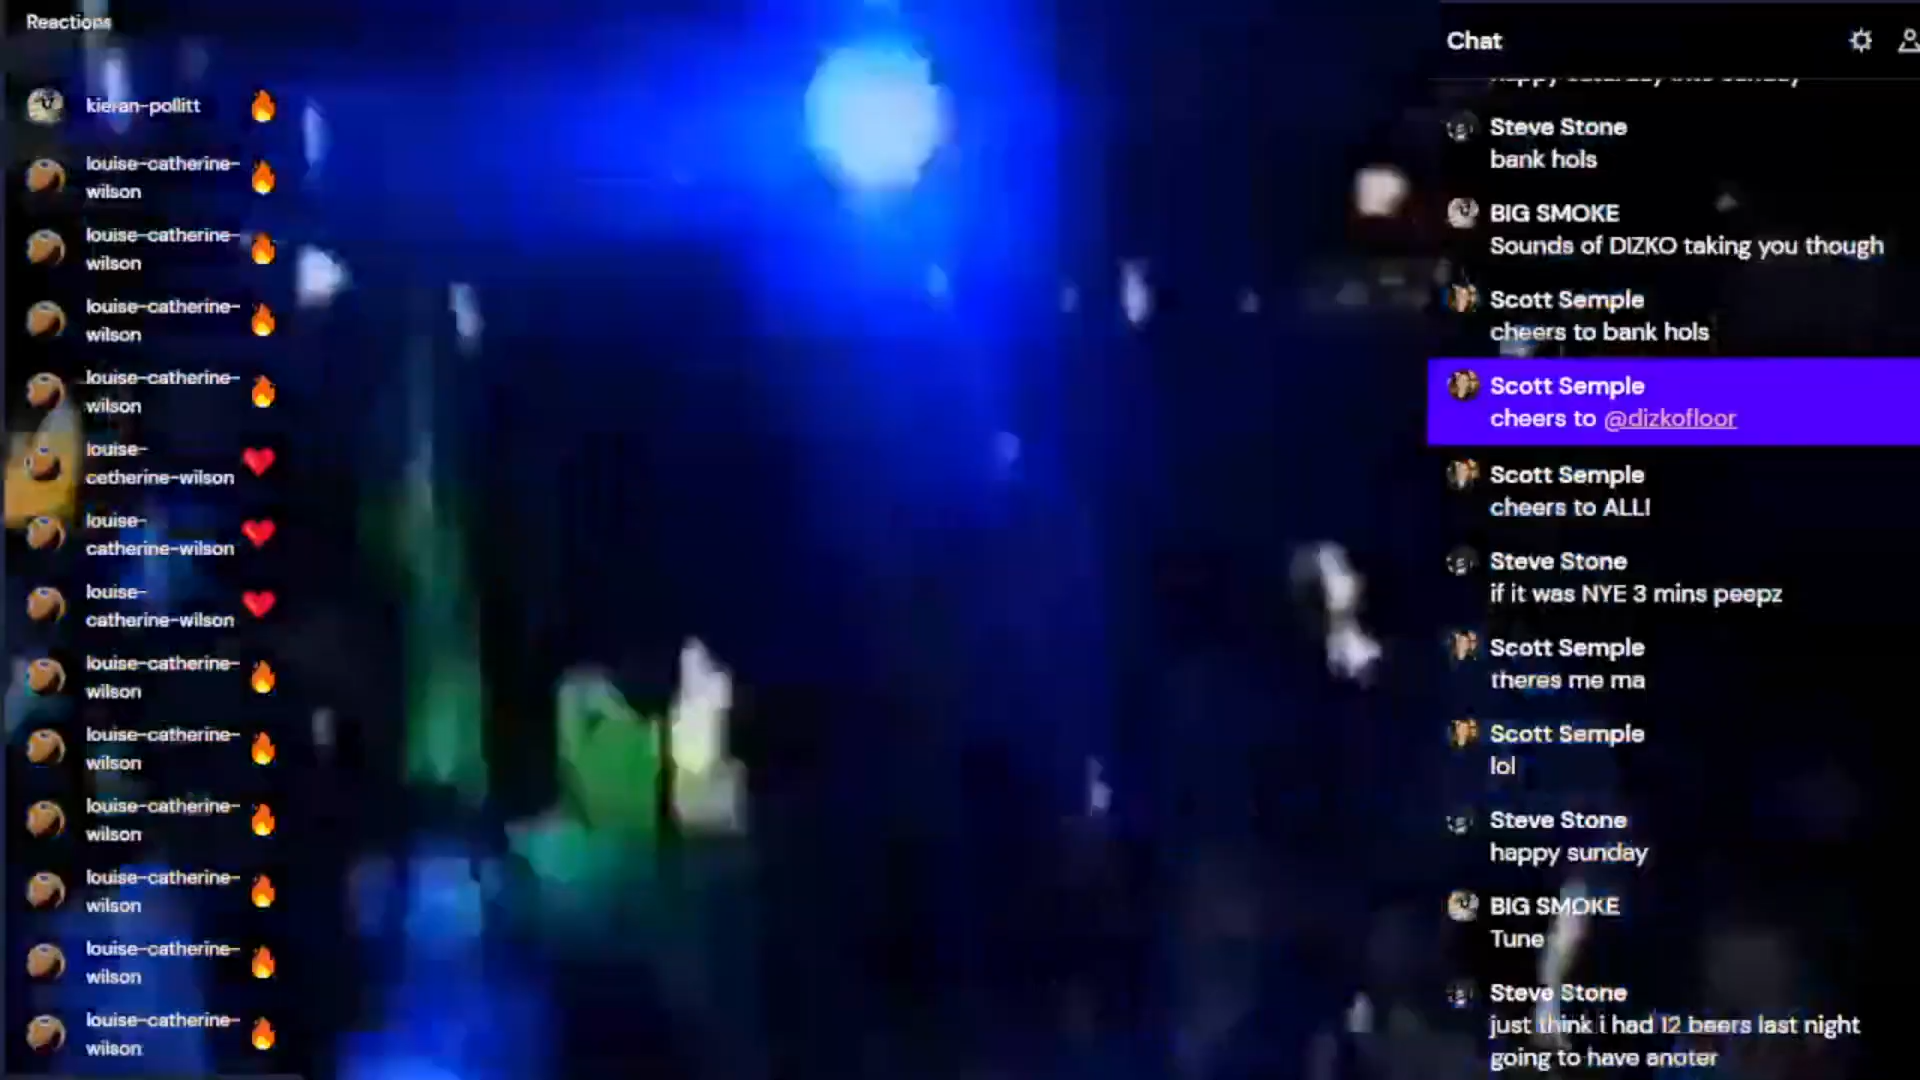 Reactions
kieran-pollitt
louise-catherine-
wilson
louise-catherine-
wilson
louise-catherine-
wilson
louise-catherine-
wilson
louise-
cetherine-wilson
louise-
catherine-wilson
louise-
catherine-wilson
louise-catherine-
wilson
louise-catherine-
wilson
louise-catherine-
wilson
louise-catherine-
wilson
louise-catherine-
wilson
louise-catherine-
wilson
Chat
happy saturday into sunday
Steve Stone
bank hols
BIG SMOKE
Sounds of DIZKO taking you though
Scott Semple
cheers to bank hols
Scott Semple
cheers to @dizkofloor
Scott Semple
cheers to ALL!
Steve Stone
if it was NYE 3 mins peepz
Scott Semple
theres me ma
Scott Semple
lol
Steve Stone
happy sunday
BIG SMOKE
Tune
Steve Stone
just think i had 12 beers last night
going to have anoter